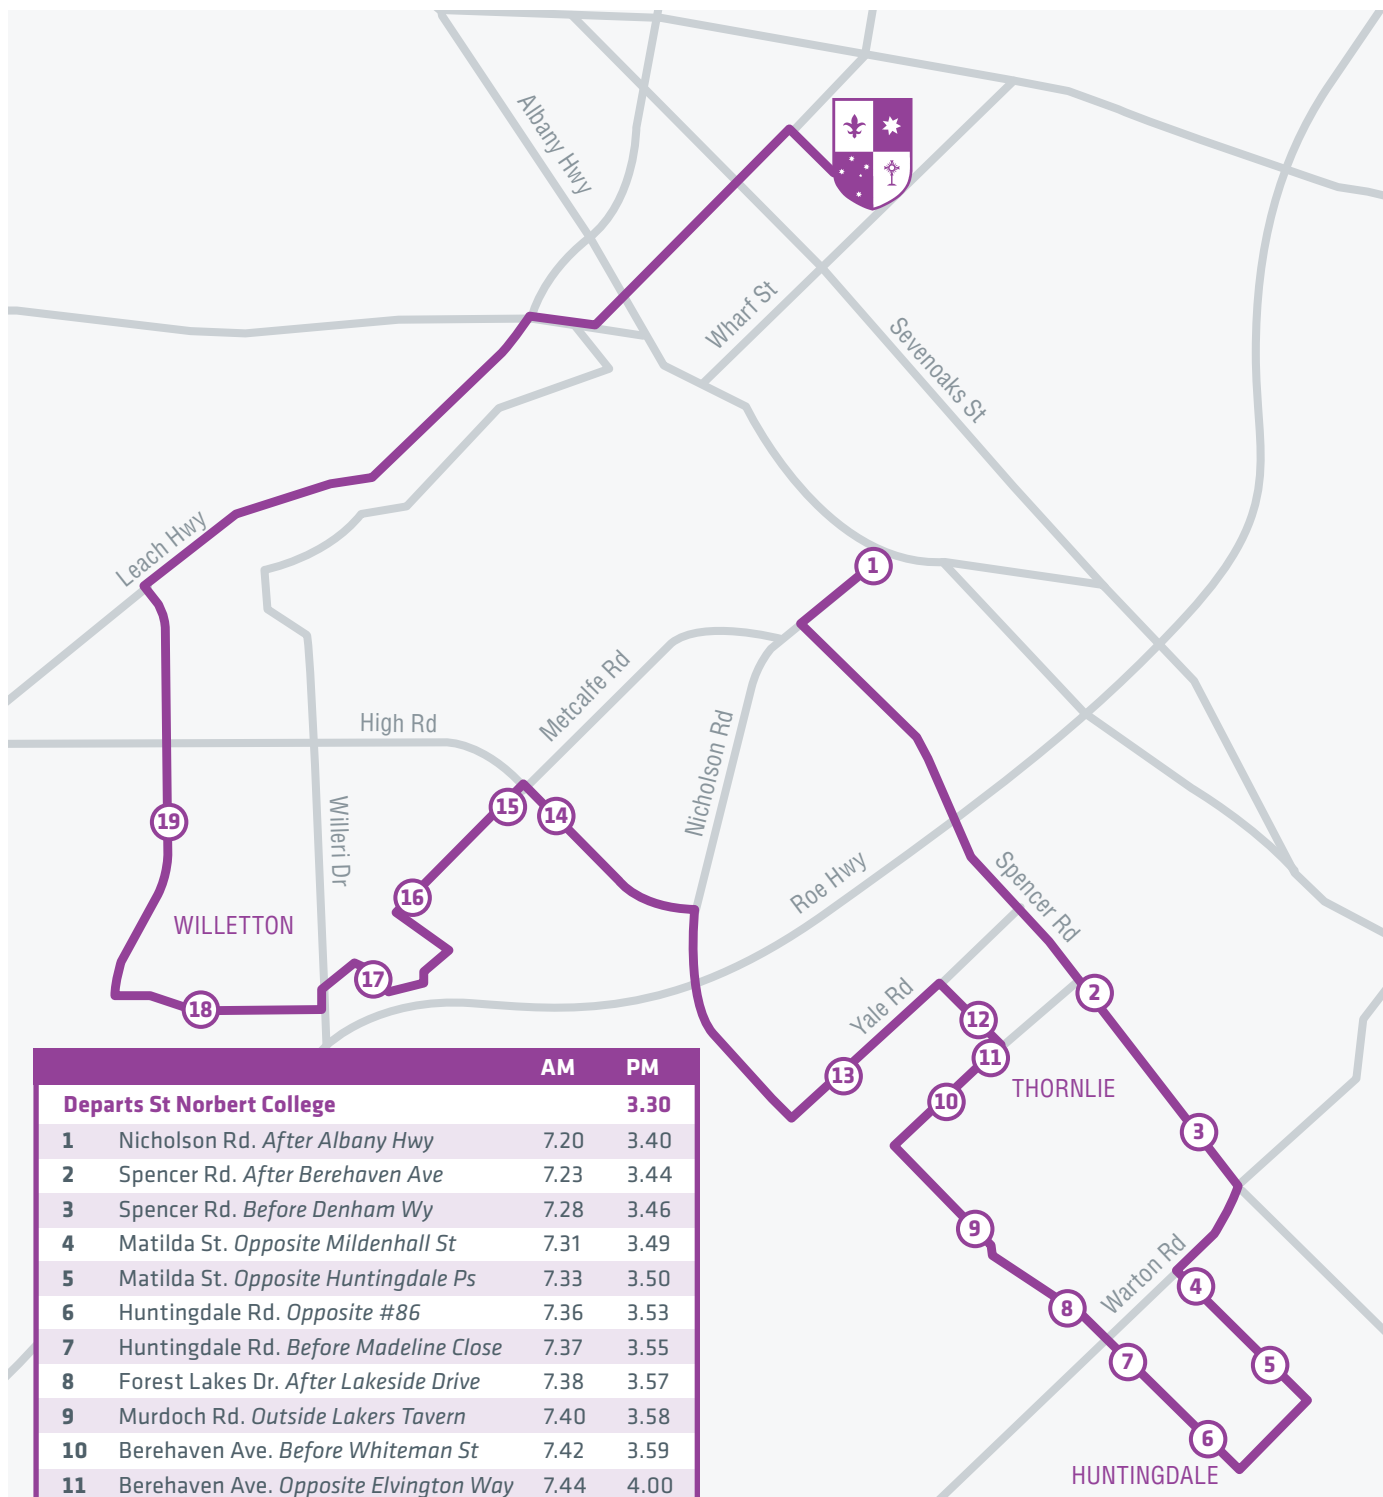 Albany Hwy
Wharf St
Sevenoaks St
Leach Hwy
1
Metcalfe Rd
High Rd
Nicholson Rd
Willeri Dr
15
14
19
16
Roe Hwy
Spencer Rd
WILLETTON
17
18
Yale Rd
2
12
11
13
10
THORNLIE
3
9
Warton Rd
4
8
7
5
6
HUNTINGDALE
AM PM
Departs St Norbert College 3.30
1 Nicholson Rd. After Albany Hwy 7.20 3.40
2 Spencer Rd. After Berehaven Ave 7.23 3.44
3 Spencer Rd. Before Denham Wy 7.28 3.46
4 Matilda St. Opposite Mildenhall St 7.31 3.49
5 Matilda St. Opposite Huntingdale Ps 7.33 3.50
6 Huntingdale Rd. Opposite #86 7.36 3.53
7 Huntingdale Rd. Before Madeline Close 7.37 3.55
8 Forest Lakes Dr. After Lakeside Drive 7.38 3.57
9 Murdoch Rd. Outside Lakers Tavern 7.40 3.58
10 Berehaven Ave. Before Whiteman St 7.42 3.59
11 Berehaven Ave. Opposite Elvington Way 7.44 4.00